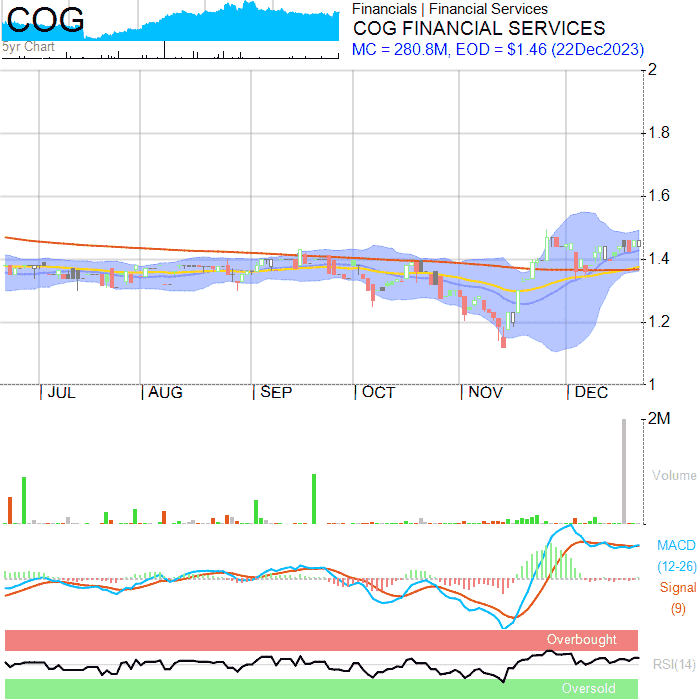 COG
5yr Chart
Financials | Financial Services
COG FINANCIAL SERVICES
MC = 280.8M, EOD = $1.46 (22Dec2023)
2
1.8
1.6
1.4
1.2
1
JUL AUG SEP OCT NOV DEC
2M
Volume
MACD
(12-26)
Signal
(9)
Overbought
RSI(14)
Oversold